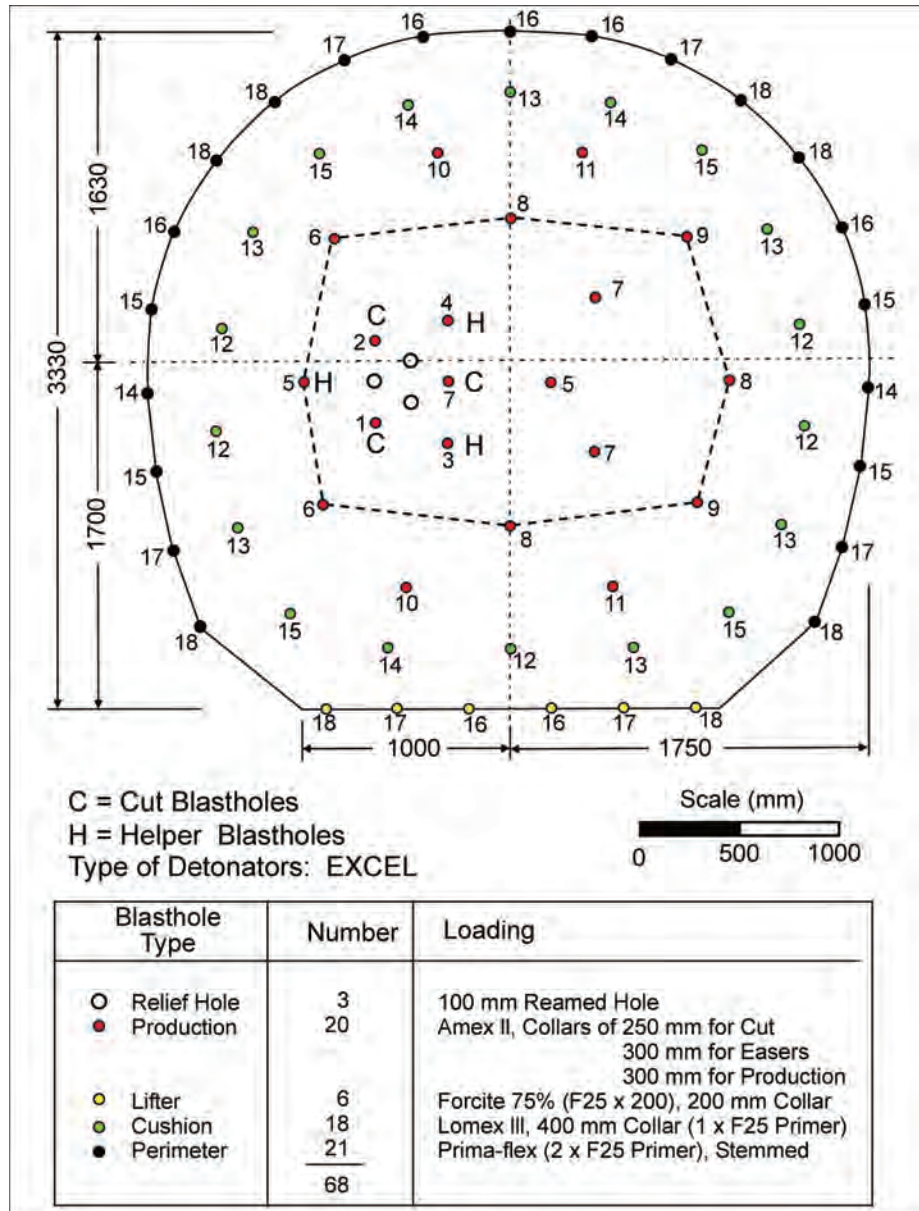 16
16 16
17 17
18 18
13
14 14
15 10 11 15
18 18
8
6 9
16 13 13 16
4 7
15 C H 15
12 2 12
1630
3330
14 5 H C 5 8 14
7
1 7
12 C 3 H 12
15 15
6 9
8
13 13
17 17
1700
10 11
15 15
18 18
14 12 13
18 17 16 16 17 18
1000 1750
C = Cut Blastholes
H = Helper Blastholes
Type of Detonators: EXCEL
Scale (mm)
0 500 1000
Blasthole Type Number Loading
Relief Hole 3 100 mm Reamed Hole
Production 20 Amex II, Collars of 250 mm for Cut
300 mm for Easers
300 mm for Production
Lifter 6 Forcite 75% (F25 x 200), 200 mm Collar
Cushion 18 Lomex III, 400 mm Collar (1 x F25 Primer)
Perimeter 21 Prima-flex (2 x F25 Primer), Stemmed
68